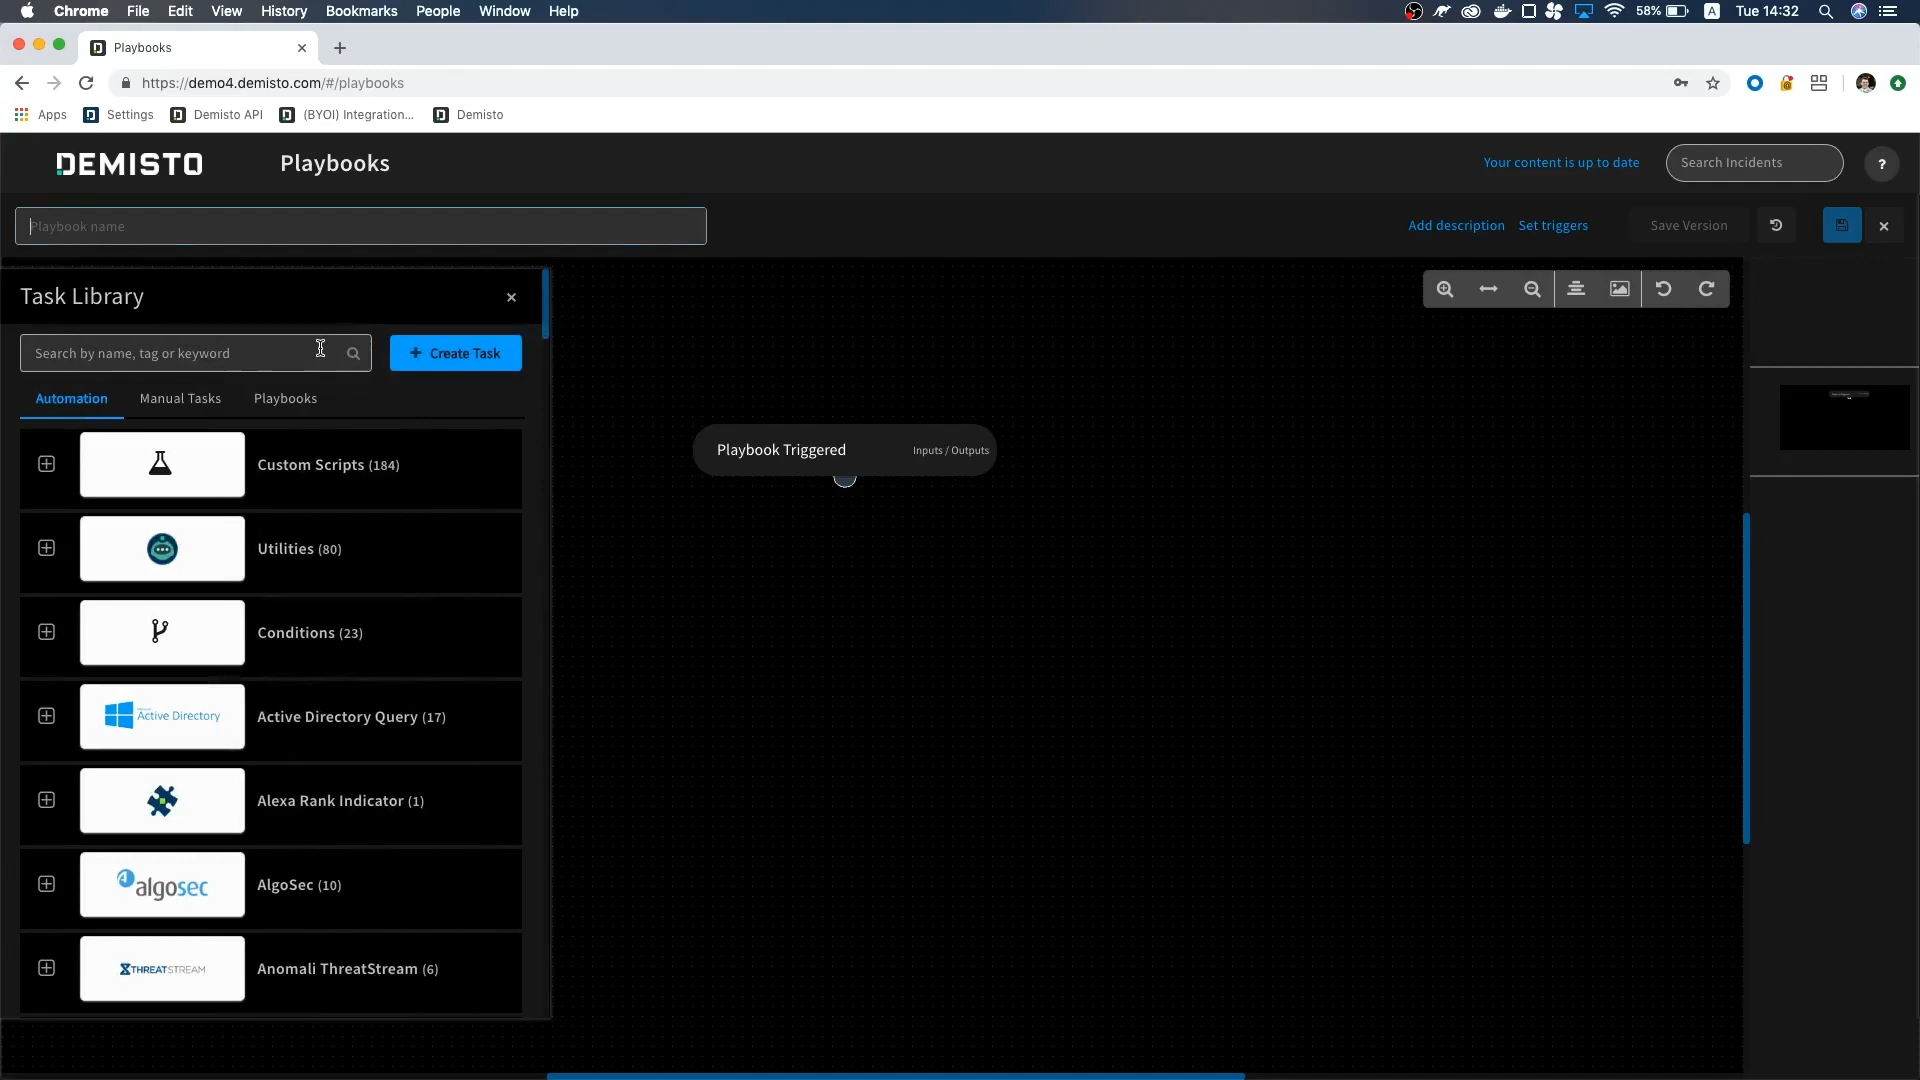 Chrome File Edit View History Bookmarks People Window Help 58% A Tue 14:32
Playbooks
https://demo4.demisto.com/#/playbooks
Apps Settings Demisto API (BYOI) Integration... Demisto
DEMISTO Playbooks Your content is up to date Search Incidents ?
Playbook name Add description Set triggers Save Version
Task Library
Search by name, tag or keyword + Create Task
Automation Manual Tasks Playbooks
Playbook Triggered Inputs / Outputs
Custom Scripts (184)
Utilities (80)
Conditions (23)
Active Directory Active Directory Query (17)
Alexa Rank Indicator (1)
algosec AlgoSec (10)
THREATSTREAM Anomali ThreatStream (6)